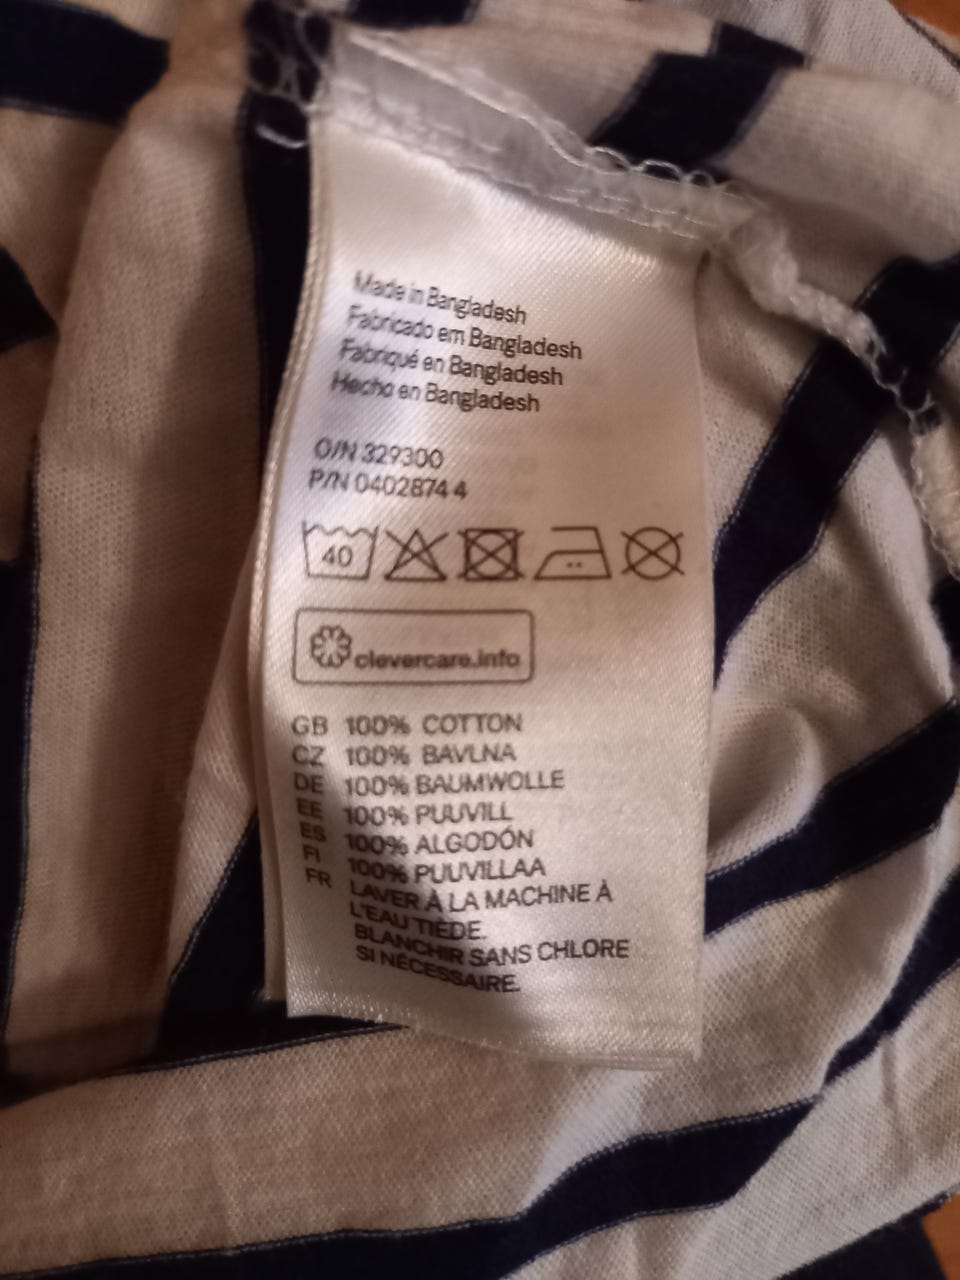 Made in Bangladesh
Fabricado em Bangladesh
Fabriqué en Bangladesh
Hecho en Bangladesh
O/N 329300
P/N 0402874 4
40
clevercare.info
GB 100% COTTON
CZ 100% BAVLNA
DE 100% BAUMWOLLE
EE 100% PUUVILL
ES 100% ALGODÓN
FI 100% PUUVILLAA
FR LAVER À LA MACHINE À
L'EAU TIÈDE.
BLANCHIR SANS CHLORE
SI NÉCESSAIRE.